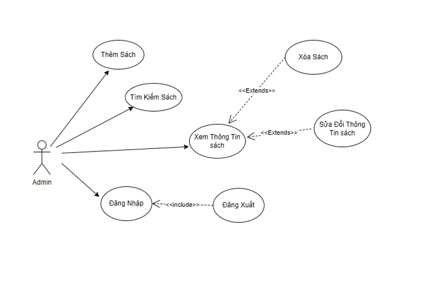 Thêm Sách
Xóa Sách
<<Extends>>
Tìm Kiếm Sách
Xem Thông Tin
sách
<<Extends>>
Sửa Đổi Thông
Tin sách
Admin
Đăng Nhập
<<include>>
Đăng Xuất